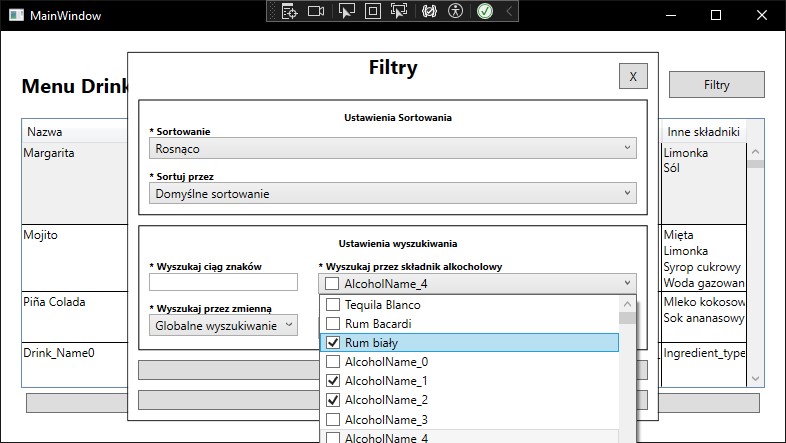 MainWindow
Menu Drink
Filtry
X
Filtry
Ustawienia Sortowania
* Sortowanie
Rosnąco
* Sortuj przez
Domyślne sortowanie
Ustawienia wyszukiwania
* Wyszukaj ciąg znaków
* Wyszukaj przez składnik alkocholowy
AlcoholName_4
* Wyszukaj przez zmienną
Globalne wyszukiwanie
Tequila Blanco
Rum Bacardi
Rum biały
AlcoholName_0
AlcoholName_1
AlcoholName_2
AlcoholName_3
AlcoholName_4
Nazwa
Inne składniki
Margarita
Limonka
Sól
Mojito
Mięta
Limonka
Syrop cukrowy
Woda gazowan
Piña Colada
Mleko kokosow
Sok ananasowy
Drink_Name0
Ingredient_type